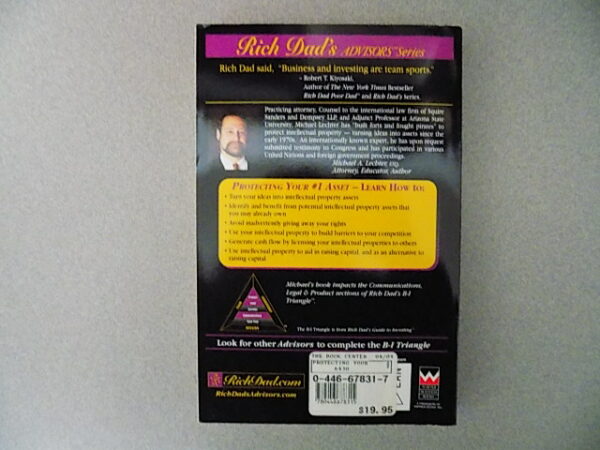 Rich Dad's ADVISORS™ Series
Rich Dad said, "Business and investing are team sports."
- Robert T. Kiyosaki,
Author of The New York Times Bestseller
Rich Dad Poor Dad™ and Rich Dad's Series.
Practicing attorney, Counsel to the international law firm of Squire
Sanders and Dempsey LLP, and Adjunct Professor at Arizona State
University, Michael Lechter has "built forts and fought pirates" to
protect intellectual property — turning ideas into assets since the
early 1970s. An internationally known expert, he has upon request
submitted testimony to Congress and has participated in various
United Nations and foreign government proceedings.
Michael A. Lechter, Esq.
Attorney, Educator, Author
PROTECTING YOUR #1 ASSET – LEARN HOW TO:
• Turn your ideas into intellectual property assets
• Identify and benefit from potential intellectual property assets that
you may already own
• Avoid inadvertently giving away your rights
• Use your intellectual property to build barriers to your competition
• Generate cash flow by licensing your intellectual properties to others
• Use intellectual property to aid in raising capital, and as an alternative to
raising capital
Michael's book impacts the Communications,
Legal & Product sections of Rich Dad's B-I
Triangle™.
The B-I Triangle is from Rich Dad's Guide to Investing™
Look for other Advisors to complete the B-I Triangle
RichDad.com
RichDadsAdvisors.com
THE BOOK CENTER
PROTECTING YOUR
0-446-67831-7
$19.95